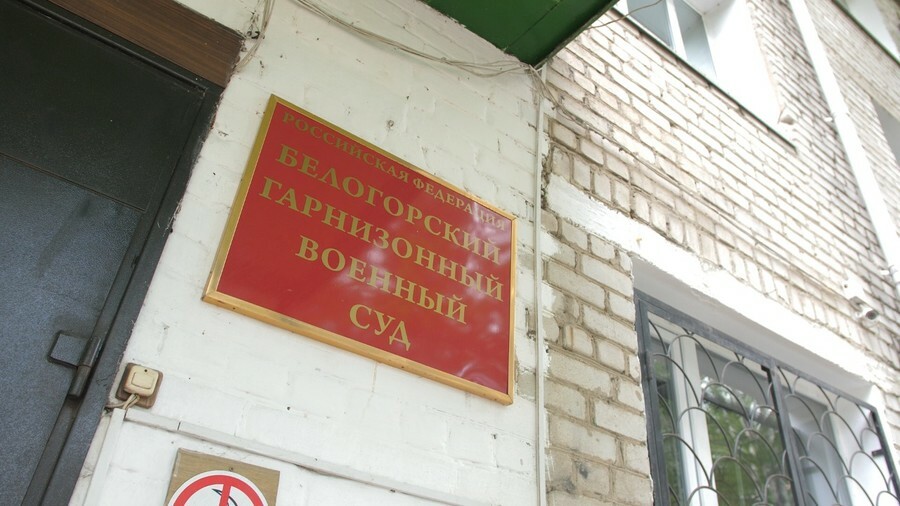 РОССИЙСКАЯ ФЕДЕРАЦИЯ
БЕЛОГОРСКИЙ
ГАРНИЗОННЫЙ
ВОЕННЫЙ
СУД